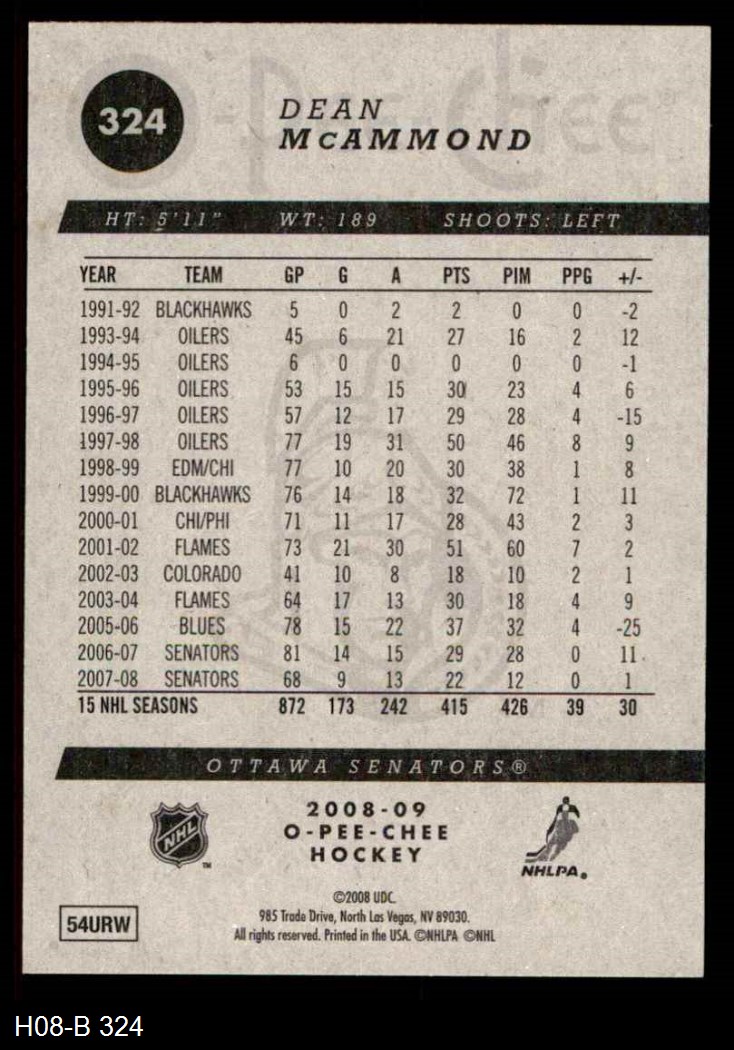 O-Pee-Chee®
324
DEAN
McAMMOND
HT: 5'11" WT: 189 SHOOTS: LEFT
YEAR TEAM GP G A PTS PIM PPG +/-
1991-92 BLACKHAWKS 5 0 2 2 0 0 -2
1993-94 OILERS 45 6 21 27 16 2 12
1994-95 OILERS 6 0 0 0 0 0 -1
1995-96 OILERS 53 15 15 30 23 4 6
1996-97 OILERS 57 12 17 29 28 4 -15
1997-98 OILERS 77 19 31 50 46 8 9
1998-99 EDM/CHI 77 10 20 30 38 1 8
1999-00 BLACKHAWKS 76 14 18 32 72 1 11
2000-01 CHI/PHI 71 11 17 28 43 2 3
2001-02 FLAMES 73 21 30 51 60 7 2
2002-03 COLORADO 41 10 8 18 10 2 1
2003-04 FLAMES 64 17 13 30 18 4 9
2005-06 BLUES 78 15 22 37 32 4 -25
2006-07 SENATORS 81 14 15 29 28 0 11
2007-08 SENATORS 68 9 13 22 12 0 1
15 NHL SEASONS 872 173 242 415 426 39 30
OTTAWA SENATORS®
NHL TM
2008-09
O-PEE-CHEE
HOCKEY
NHLPA®
©2008 UDC.
985 Trade Drive, North Las Vegas, NV 89030.
All rights reserved. Printed in the USA. ©NHLPA ©NHL
54URW
H08-B 324